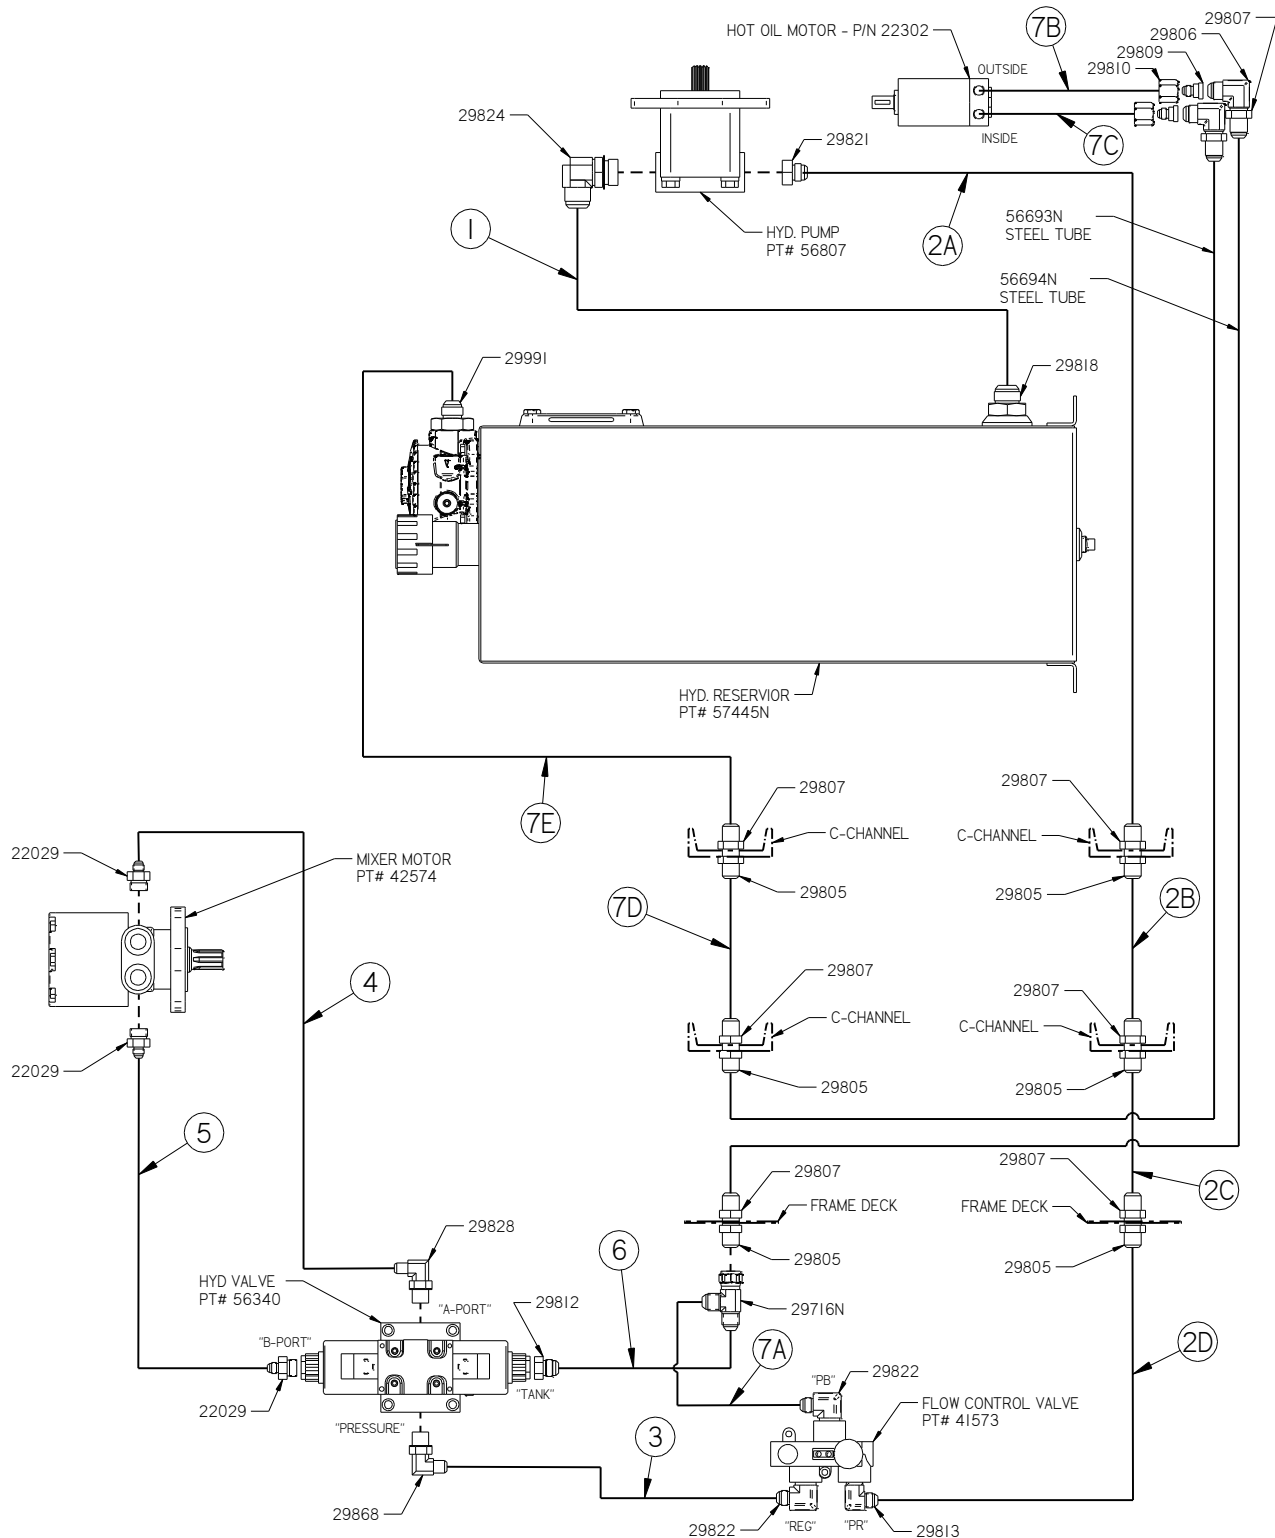 29807
29806
HOT OIL MOTOR - P/N 22302
7B
29809
29810
OUTSIDE
29824
29821
INSIDE
7C
1
HYD. PUMP
PT# 56807
2A
56693N
STEEL TUBE
56694N
STEEL TUBE
29991
29818
HYD. RESERVIOR
PT# 57445N
7E
29807
29807
C-CHANNEL
C-CHANNEL
22029
MIXER MOTOR
PT# 42574
29805
29805
7D
2B
4
29807
29807
C-CHANNEL
C-CHANNEL
22029
29805
29805
5
29807
29807
2C
FRAME DECK
FRAME DECK
29828
6
29805
29805
HYD VALVE
PT# 56340
29812
"A-PORT"
29716N
"B-PORT"
7A
2D
29822
"PB"
"TANK"
22029
FLOW CONTROL VALVE
PT# 41573
"PRESSURE"
3
29868
29822
"REG"
"PR"
29813